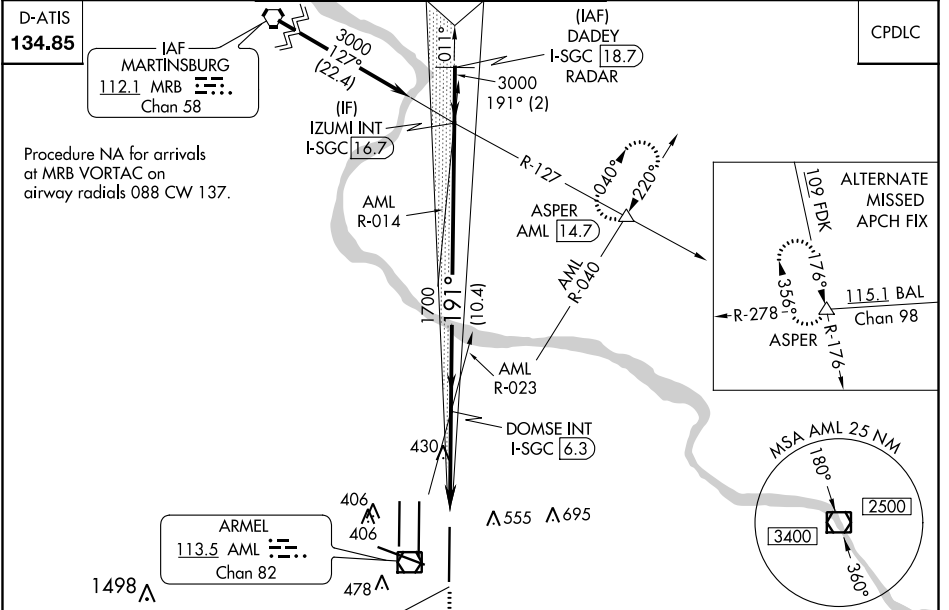 D-ATIS
134.85
IAF
MARTINSBURG
112.1 MRB
Chan 58
3000
127°
(22.4)
011°
(IAF)
DADEY
I-SGC 18.7
RADAR
3000
191° (2)
CPDLC
(IF)
IZUMI INT
I-SGC 16.7
Procedure NA for arrivals
at MRB VORTAC on
airway radials 088 CW 137.
R-127
AML
R-014
ASPER
AML 14.7
040°
220°
AML
R-040
1700
191°
(10.4)
AML
R-023
109 FDK
ALTERNATE
MISSED
APCH FIX
176°
356°
115.1 BAL
Chan 98
R-278
ASPER
R-176
DOMSE INT
I-SGC 6.3
430
406
406
555
695
ARMEL
113.5 AML
Chan 82
478
1498
MSA AML 25 NM
180°
2500
3400
360°